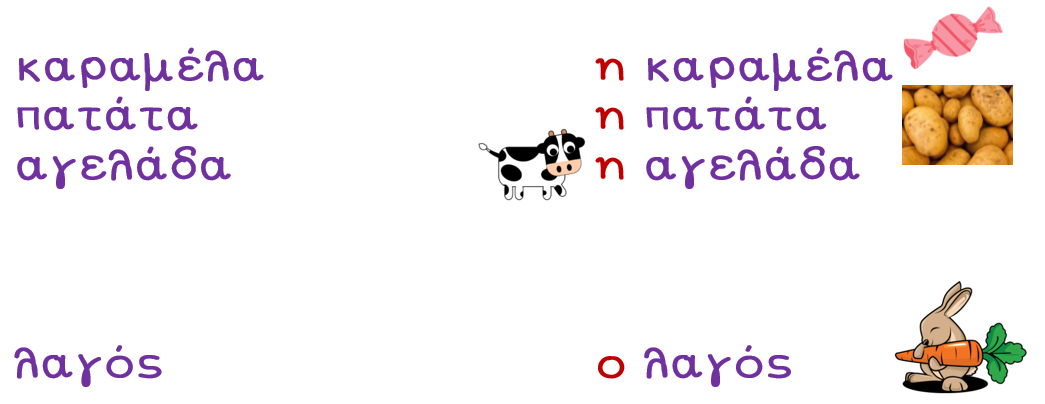 καραμέλα η καραμέλα
πατάτα η πατάτα
αγελάδα η αγελάδα
λαγός ο λαγός